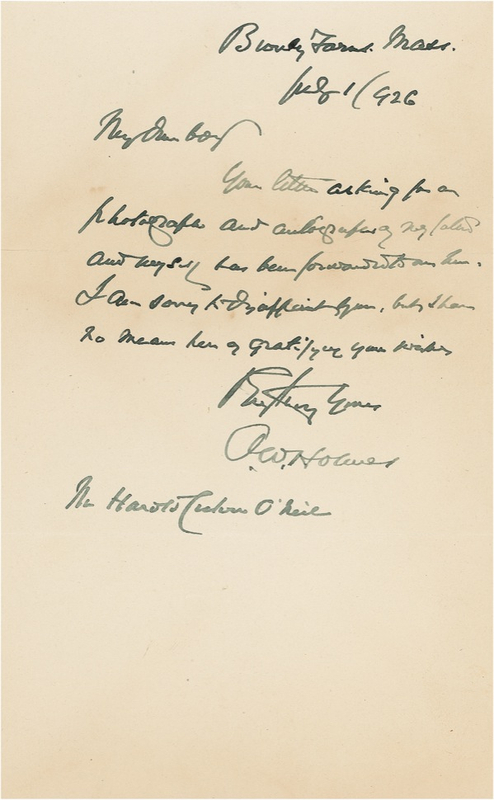 Beverly Farms. Mass.
July 1/926
My dear boy
Your letter asking for a
photograph and autograph of my father
and myself has been forwarded to me here.
I am sorry to disappoint you, but I have
no means here of gratifying your wishes
Very truly Yours
O.W. Holmes
Mr Harold O'Neil